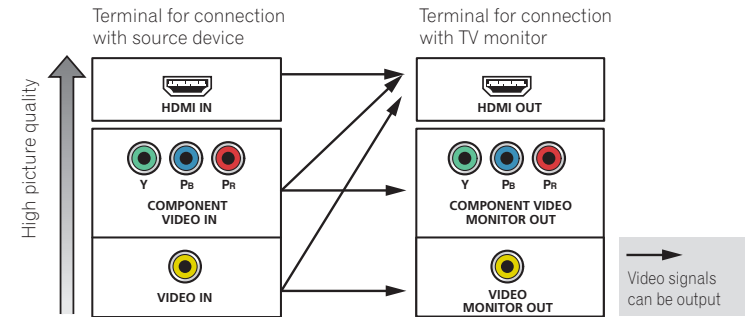 Terminal for connection
with source device
Terminal for connection
with TV monitor
High picture quality
HDMI IN
HDMI OUT
Y PB PR
COMPONENT
VIDEO IN
Y PB PR
COMPONENT VIDEO
MONITOR OUT
VIDEO IN
VIDEO
MONITOR OUT
Video signals
can be output